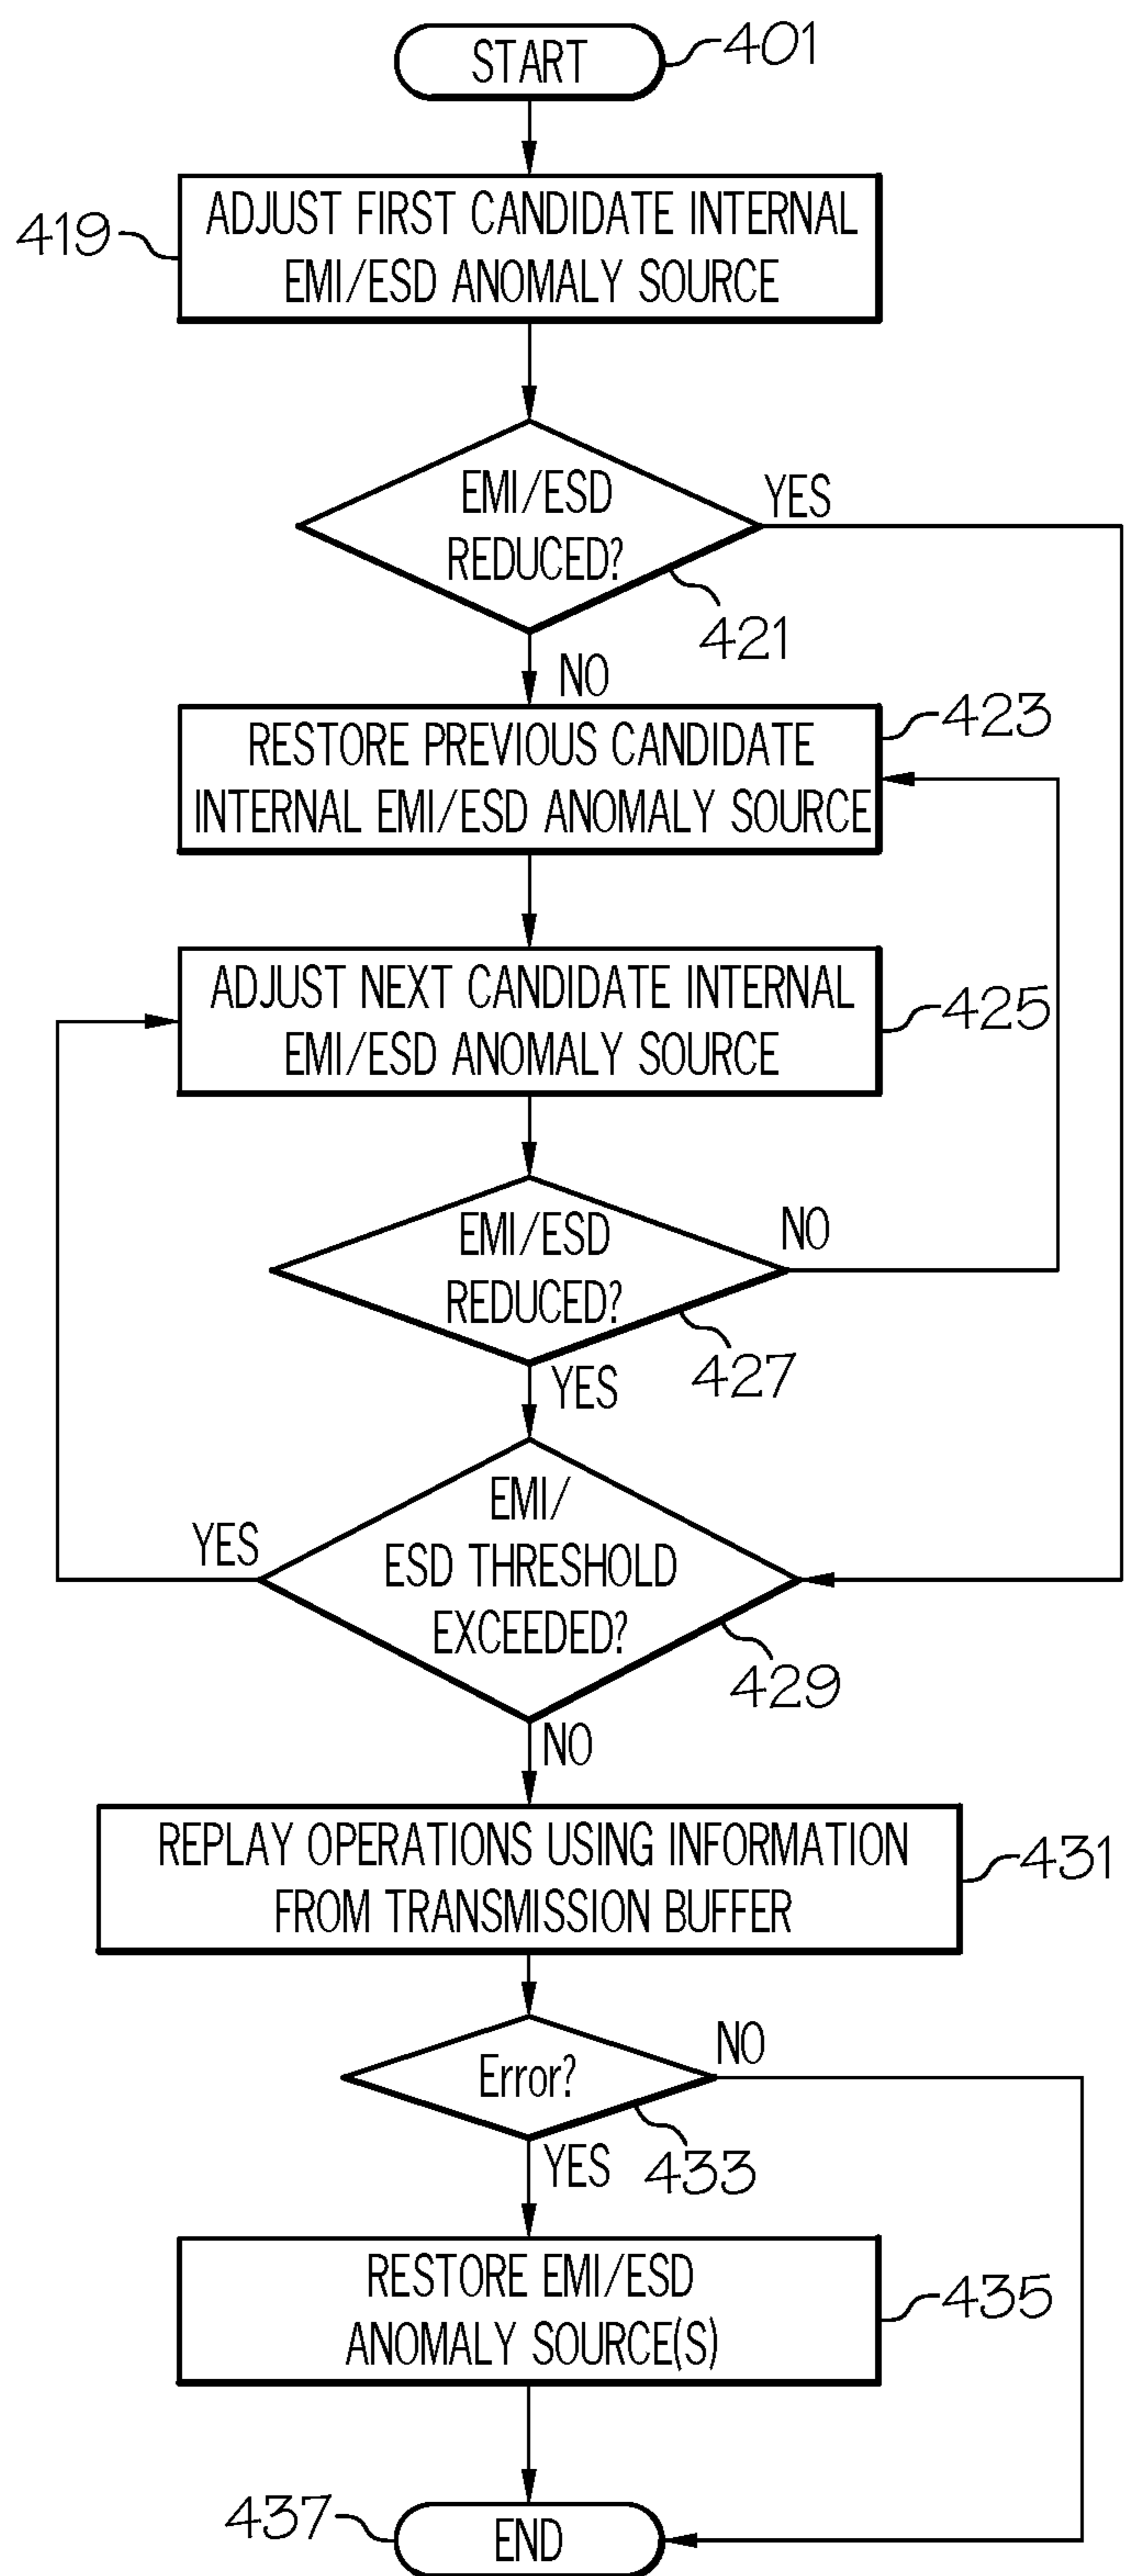 START
401
419
ADJUST FIRST CANDIDATE INTERNAL
EMI/ESD ANOMALY SOURCE
EMI/ESD
REDUCED?
YES
421
NO
423
RESTORE PREVIOUS CANDIDATE
INTERNAL EMI/ESD ANOMALY SOURCE
ADJUST NEXT CANDIDATE INTERNAL
EMI/ESD ANOMALY SOURCE
425
EMI/ESD
REDUCED?
NO
427
YES
EMI/
ESD THRESHOLD
EXCEEDED?
YES
429
NO
REPLAY OPERATIONS USING INFORMATION
FROM TRANSMISSION BUFFER
431
Error?
NO
433
YES
RESTORE EMI/ESD
ANOMALY SOURCE(S)
435
437
END